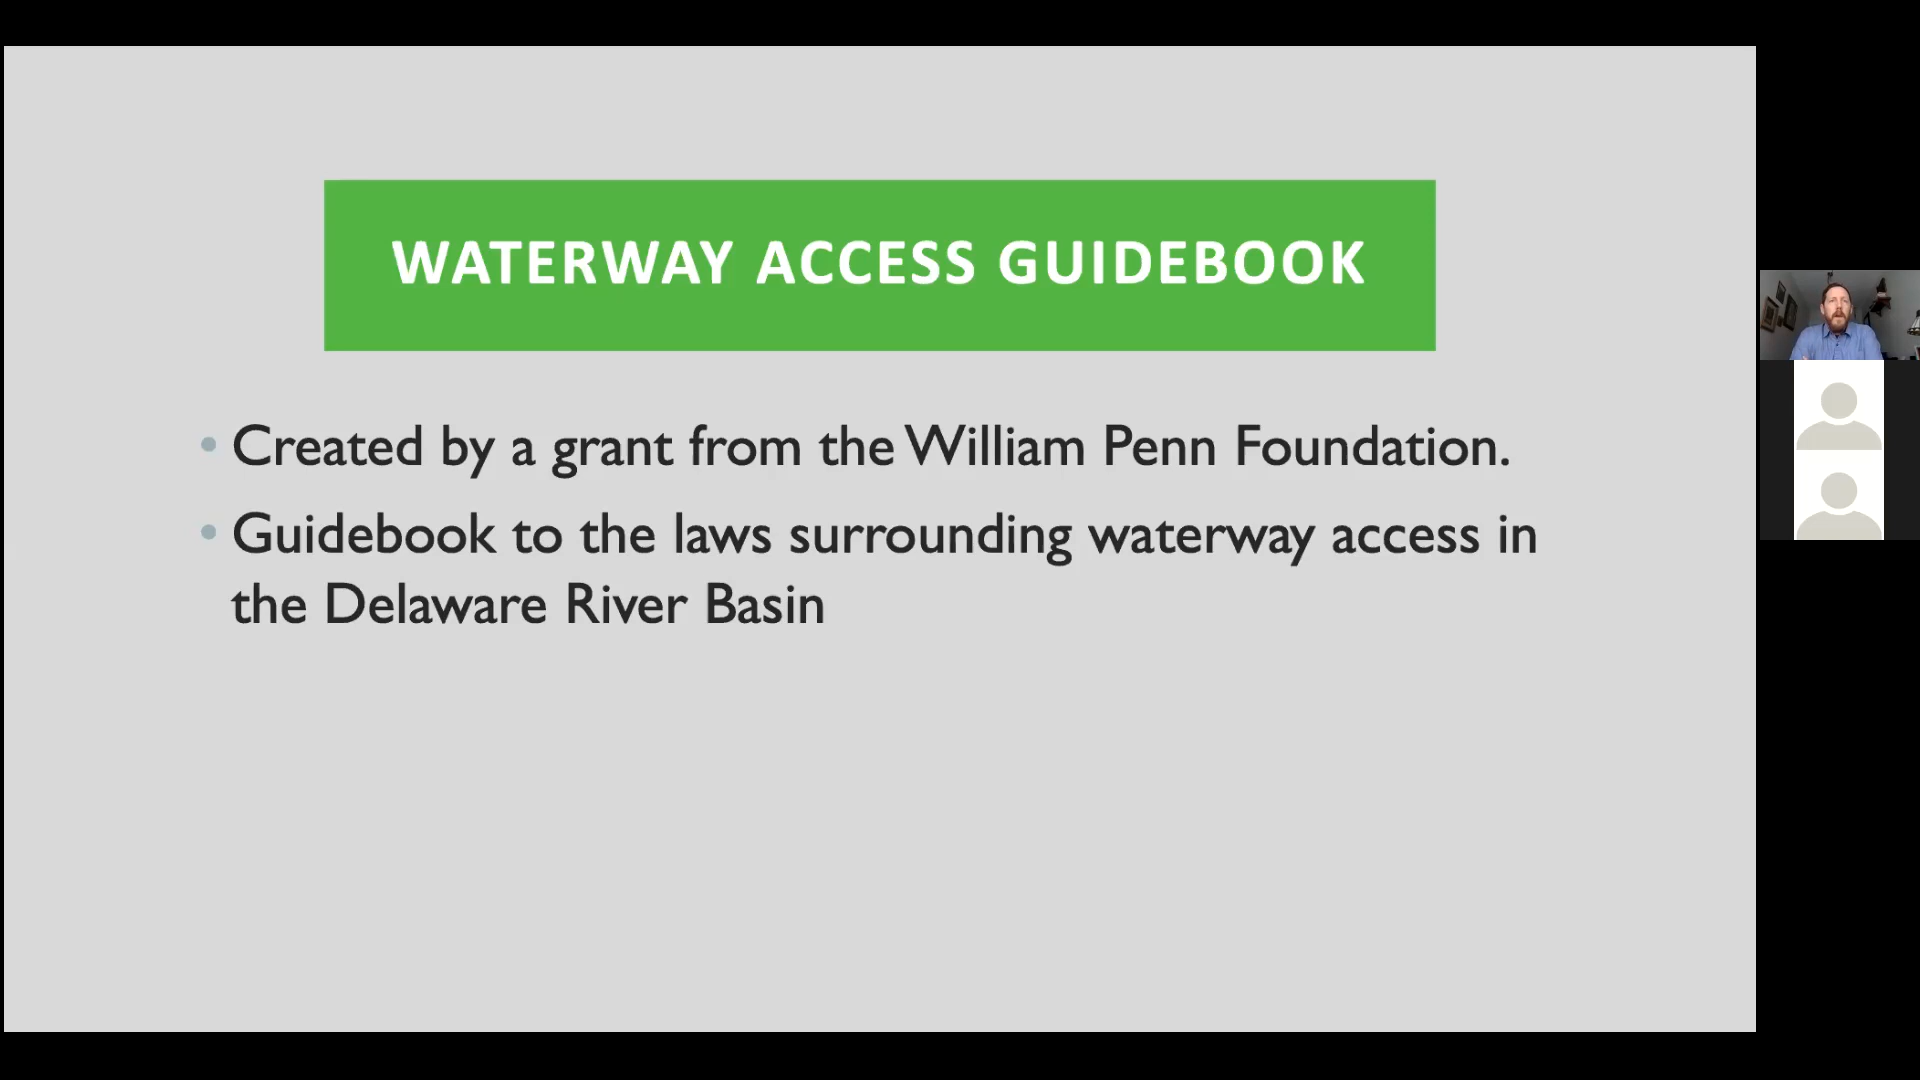 WATERWAY ACCESS GUIDEBOOK
• Created by a grant from the William Penn Foundation.
• Guidebook to the laws surrounding waterway access in
the Delaware River Basin